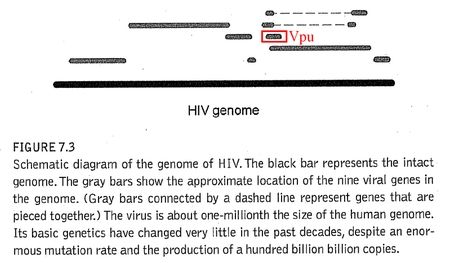 Vpu
HIV genome
FIGURE 7.3
Schematic diagram of the genome of HIV. The black bar represents the intact
genome. The gray bars show the approximate location of the nine viral genes in
the genome. (Gray bars connected by a dashed line represent genes that are
pieced together.) The virus is about one-millionth the size of the human genome.
Its basic genetics have changed very little in the past decades, despite an enor-
mous mutation rate and the production of a hundred billion billion copies.